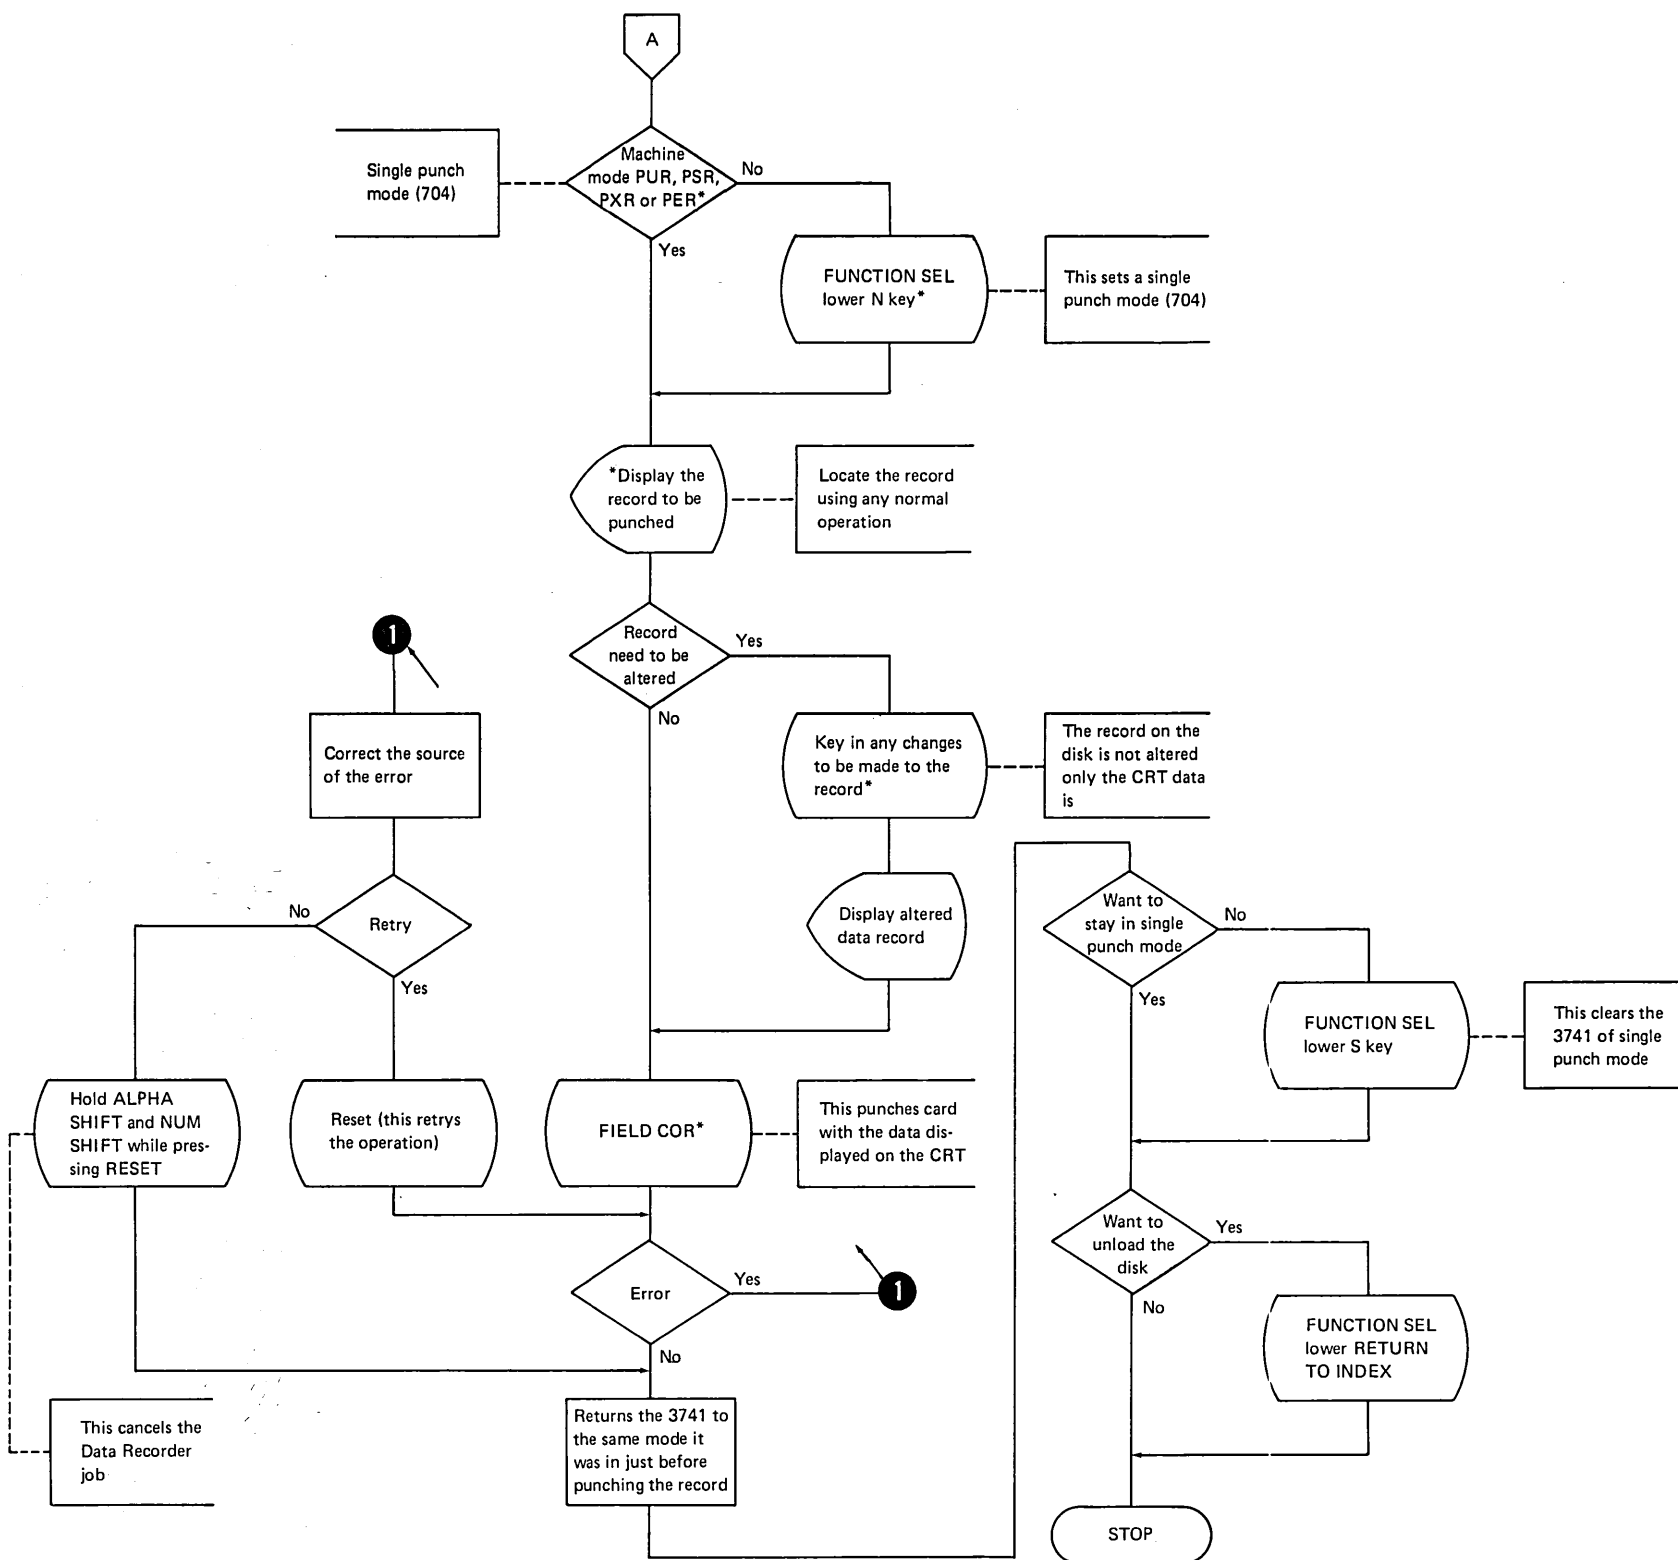 A
Single punch
mode (704)
Machine
mode PUR, PSR,
PXR or PER*
No
Yes
FUNCTION SEL
lower N key*
This sets a single
punch mode (704)
*Display the
record to be
punched
Locate the record
using any normal
operation
1
Record
need to be
altered
Yes
No
Correct the source
of the error
Key in any changes
to be made to the
record*
The record on the
disk is not altered
only the CRT data
is
No
Retry
Yes
Display altered
data record
Want to
stay in single
punch mode
No
Yes
FUNCTION SEL
lower S key
This clears the
3741 of single
punch mode
Hold ALPHA
SHIFT and NUM
SHIFT while pres-
sing RESET
Reset (this retrys
the operation)
FIELD COR*
This punches card
with the data dis-
played on the CRT
Want to
unload the
disk
Yes
No
Error
Yes
1
No
FUNCTION SEL
lower RETURN
TO INDEX
This cancels the
Data Recorder
job
Returns the 3741 to
the same mode it
was in just before
punching the record
STOP